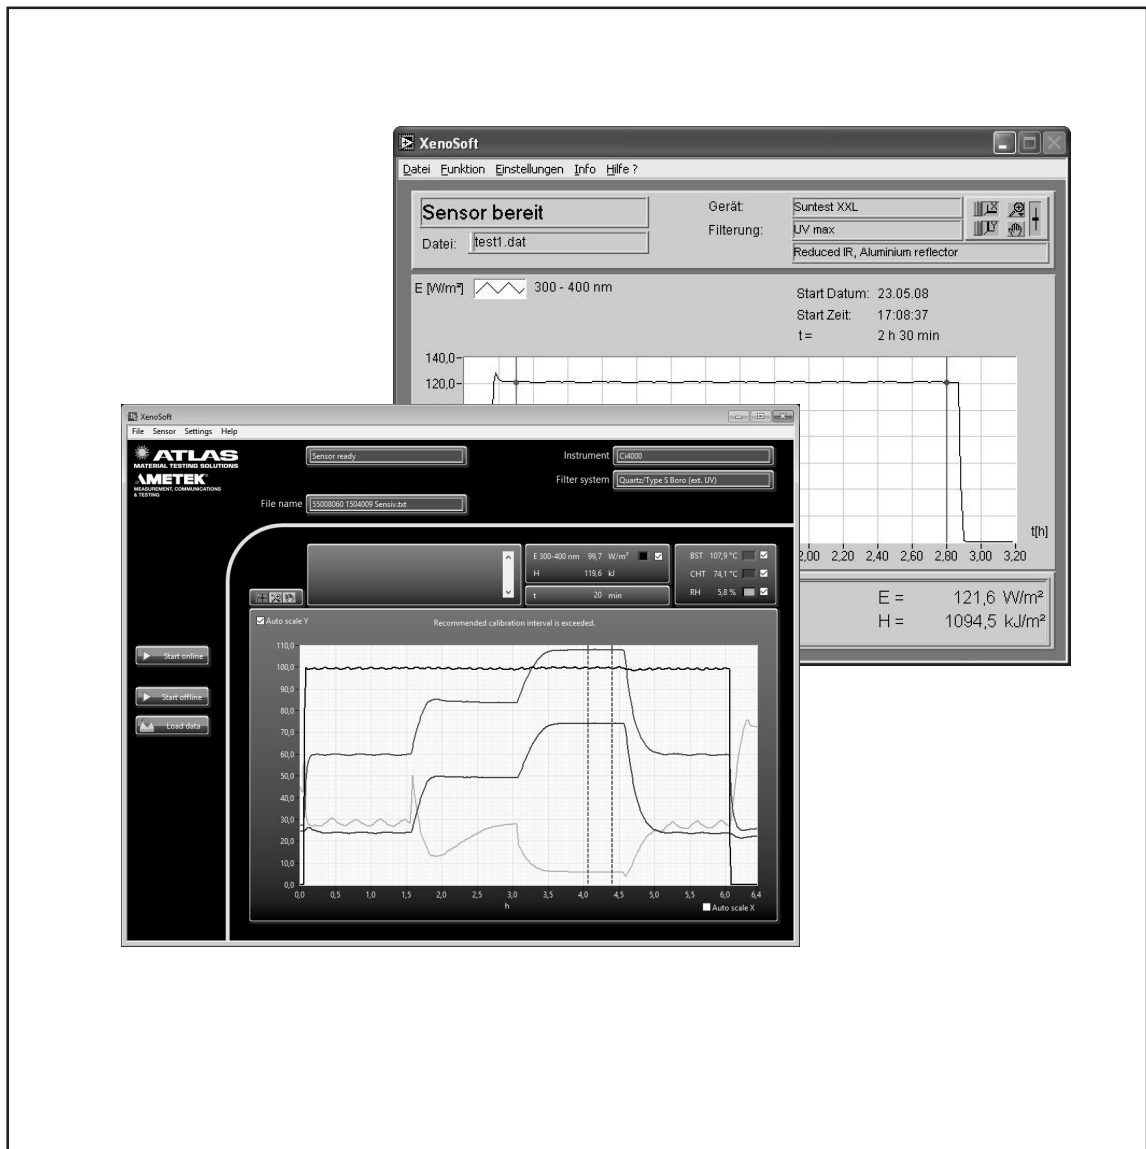 XenoSoft
Datei Funktion Einstellungen Info Hilfe ?
Sensor bereit
Datei: test1.dat
Gerät: Suntest XXL
Filterung: UV max
Reduced IR, Aluminium reflector
E [W/m²] 300 - 400 nm
Start Datum: 23.05.08
Start Zeit: 17:08:37
t = 2 h 30 min
140,0
120,0
t[h]
2,00 2,20 2,40 2,60 2,80 3,00 3,20
E = 121,6 W/m²
H = 1094,5 kJ/m²
XenoSoft
File Sensor Settings Help
ATLAS
MATERIAL TESTING SOLUTIONS
AMETEK
MEASUREMENT, COMMUNICATIONS
& TESTING
Sensor ready
Instrument Ci4000
Filter system Quartz/Type S Boro (ext. UV)
File name 55008060 1504009 Sensiv.txt
E 300-400 nm 99,7 W/m²
H 119,6 kJ
t 20 min
BST 107,9 °C
CHT 74,1 °C
RH 5,8 %
Auto scale Y
Recommended calibration interval is exceeded.
Start online
Start offline
Load data
110,0
100,0
90,0
80,0
70,0
60,0
50,0
40,0
30,0
20,0
10,0
0,0
0,0 0,5 1,0 1,5 2,0 2,5 3,0 3,5 4,0 4,5 5,0 5,5 6,0 6,4
h
Auto scale X